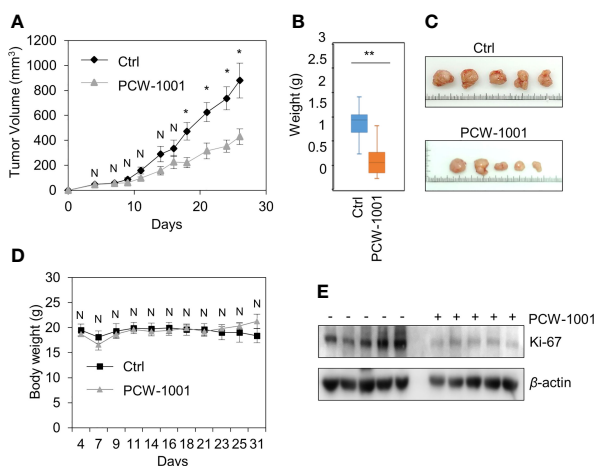 A
Tumor Volume (mm³)
1200
1000
800
600
400
200
0
Ctrl
PCW-1001
N N N N N N * * * *
0 10 20 30
Days
B
Weight (g)
2.5
2
1.5
1
0.5
0
**
Ctrl
PCW-1001
C
Ctrl
PCW-1001
D
Body weight (g)
30
25
20
15
10
5
0
N N N N N N N N N N N
Ctrl
PCW-1001
4 7 9 11 14 16 18 21 23 25 31
Days
E
- - - - - + + + + + PCW-1001
Ki-67
β-actin